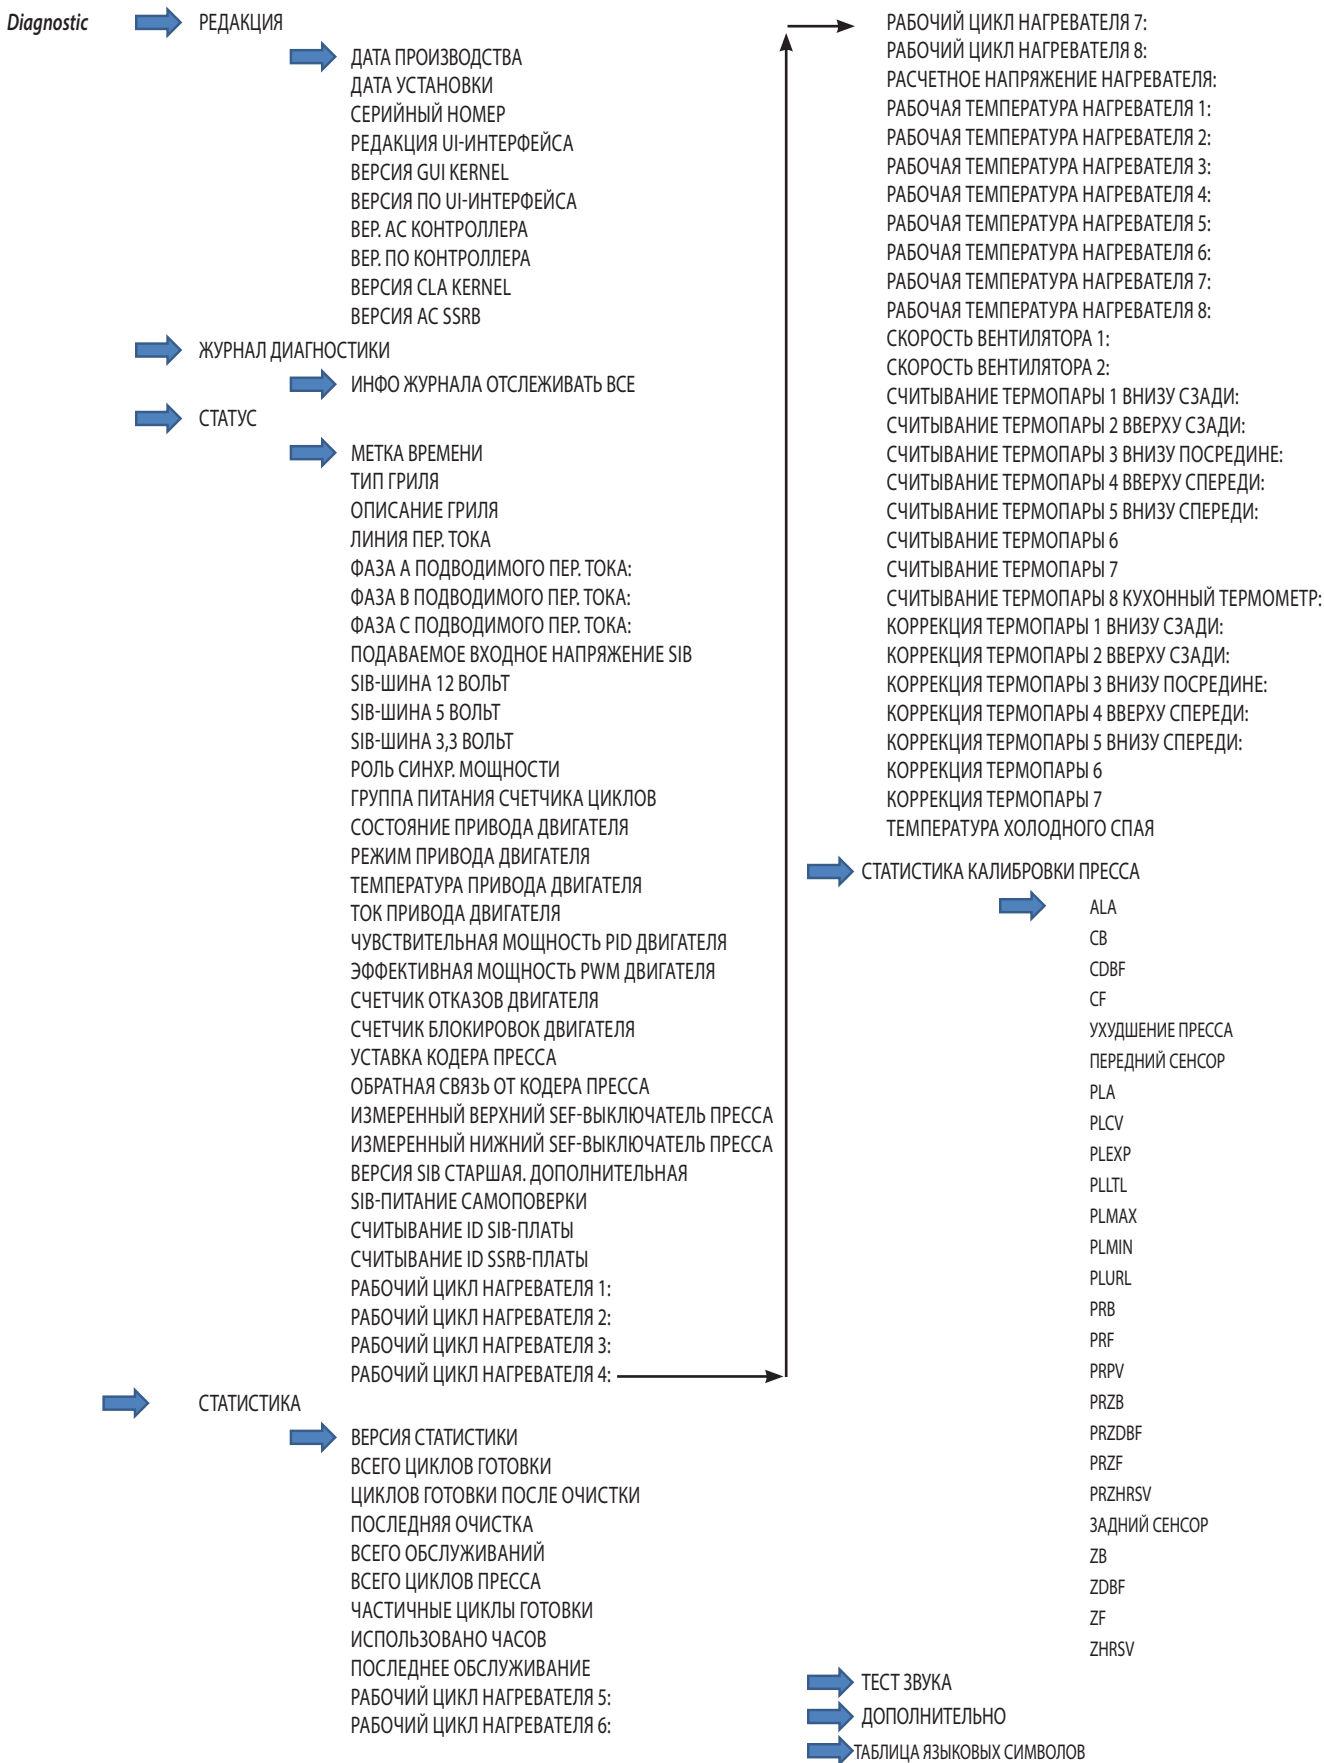 Diagnostic
РЕДАКЦИЯ
ДАТА ПРОИЗВОДСТВА
ДАТА УСТАНОВКИ
СЕРИЙНЫЙ НОМЕР
РЕДАКЦИЯ UI-ИНТЕРФЕЙСА
ВЕРСИЯ GUI KERNEL
ВЕРСИЯ ПО UI-ИНТЕРФЕЙСА
ВЕР. АС КОНТРОЛЛЕРА
ВЕР. ПО КОНТРОЛЛЕРА
ВЕРСИЯ CLA KERNEL
ВЕРСИЯ АС SSRB
ЖУРНАЛ ДИАГНОСТИКИ
ИНФО ЖУРНАЛА ОТСЛЕЖИВАТЬ ВСЕ
СТАТУС
МЕТКА ВРЕМЕНИ
ТИП ГРИЛЯ
ОПИСАНИЕ ГРИЛЯ
ЛИНИЯ ПЕР. ТОКА
ФАЗА А ПОДВОДИМОГО ПЕР. ТОКА:
ФАЗА В ПОДВОДИМОГО ПЕР. ТОКА:
ФАЗА С ПОДВОДИМОГО ПЕР. ТОКА:
ПОДАВАЕМОЕ ВХОДНОЕ НАПРЯЖЕНИЕ SIB
SIB-ШИНА 12 ВОЛЬТ
SIB-ШИНА 5 ВОЛЬТ
SIB-ШИНА 3,3 ВОЛЬТ
РОЛЬ СИНХР. МОЩНОСТИ
ГРУППА ПИТАНИЯ СЧЕТЧИКА ЦИКЛОВ
СОСТОЯНИЕ ПРИВОДА ДВИГАТЕЛЯ
РЕЖИМ ПРИВОДА ДВИГАТЕЛЯ
ТЕМПЕРАТУРА ПРИВОДА ДВИГАТЕЛЯ
ТОК ПРИВОДА ДВИГАТЕЛЯ
ЧУВСТВИТЕЛЬНАЯ МОЩНОСТЬ PID ДВИГАТЕЛЯ
ЭФФЕКТИВНАЯ МОЩНОСТЬ PWM ДВИГАТЕЛЯ
СЧЕТЧИК ОТКАЗОВ ДВИГАТЕЛЯ
СЧЕТЧИК БЛОКИРОВОК ДВИГАТЕЛЯ
УСТАВКА КОДЕРА ПРЕССА
ОБРАТНАЯ СВЯЗЬ ОТ КОДЕРА ПРЕССА
ИЗМЕРЕННЫЙ ВЕРХНИЙ SEF-ВЫКЛЮЧАТЕЛЬ ПРЕССА
ИЗМЕРЕННЫЙ НИЖНИЙ SEF-ВЫКЛЮЧАТЕЛЬ ПРЕССА
ВЕРСИЯ SIB СТАРШАЯ. ДОПОЛНИТЕЛЬНАЯ
SIB-ПИТАНИЕ САМОПОВЕРКИ
СЧИТЫВАНИЕ ID SIB-ПЛАТЫ
СЧИТЫВАНИЕ ID SSRB-ПЛАТЫ
РАБОЧИЙ ЦИКЛ НАГРЕВАТЕЛЯ 1:
РАБОЧИЙ ЦИКЛ НАГРЕВАТЕЛЯ 2:
РАБОЧИЙ ЦИКЛ НАГРЕВАТЕЛЯ 3:
РАБОЧИЙ ЦИКЛ НАГРЕВАТЕЛЯ 4:
СТАТИСТИКА
ВЕРСИЯ СТАТИСТИКИ
ВСЕГО ЦИКЛОВ ГОТОВКИ
ЦИКЛОВ ГОТОВКИ ПОСЛЕ ОЧИСТКИ
ПОСЛЕДНЯЯ ОЧИСТКА
ВСЕГО ОБСЛУЖИВАНИЙ
ВСЕГО ЦИКЛОВ ПРЕССА
ЧАСТИЧНЫЕ ЦИКЛЫ ГОТОВКИ
ИСПОЛЬЗОВАНО ЧАСОВ
ПОСЛЕДНЕЕ ОБСЛУЖИВАНИЕ
РАБОЧИЙ ЦИКЛ НАГРЕВАТЕЛЯ 5:
РАБОЧИЙ ЦИКЛ НАГРЕВАТЕЛЯ 6:
РАБОЧИЙ ЦИКЛ НАГРЕВАТЕЛЯ 7:
РАБОЧИЙ ЦИКЛ НАГРЕВАТЕЛЯ 8:
РАСЧЕТНОЕ НАПРЯЖЕНИЕ НАГРЕВАТЕЛЯ:
РАБОЧАЯ ТЕМПЕРАТУРА НАГРЕВАТЕЛЯ 1:
РАБОЧАЯ ТЕМПЕРАТУРА НАГРЕВАТЕЛЯ 2:
РАБОЧАЯ ТЕМПЕРАТУРА НАГРЕВАТЕЛЯ 3:
РАБОЧАЯ ТЕМПЕРАТУРА НАГРЕВАТЕЛЯ 4:
РАБОЧАЯ ТЕМПЕРАТУРА НАГРЕВАТЕЛЯ 5:
РАБОЧАЯ ТЕМПЕРАТУРА НАГРЕВАТЕЛЯ 6:
РАБОЧАЯ ТЕМПЕРАТУРА НАГРЕВАТЕЛЯ 7:
РАБОЧАЯ ТЕМПЕРАТУРА НАГРЕВАТЕЛЯ 8:
СКОРОСТЬ ВЕНТИЛЯТОРА 1:
СКОРОСТЬ ВЕНТИЛЯТОРА 2:
СЧИТЫВАНИЕ ТЕРМОПАРЫ 1 ВНИЗУ СЗАДИ:
СЧИТЫВАНИЕ ТЕРМОПАРЫ 2 ВВЕРХУ СЗАДИ:
СЧИТЫВАНИЕ ТЕРМОПАРЫ 3 ВНИЗУ ПОСРЕДИНЕ:
СЧИТЫВАНИЕ ТЕРМОПАРЫ 4 ВВЕРХУ СПЕРЕДИ:
СЧИТЫВАНИЕ ТЕРМОПАРЫ 5 ВНИЗУ СПЕРЕДИ:
СЧИТЫВАНИЕ ТЕРМОПАРЫ 6
СЧИТЫВАНИЕ ТЕРМОПАРЫ 7
СЧИТЫВАНИЕ ТЕРМОПАРЫ 8 КУХОННЫЙ ТЕРМОМЕТР:
КОРРЕКЦИЯ ТЕРМОПАРЫ 1 ВНИЗУ СЗАДИ:
КОРРЕКЦИЯ ТЕРМОПАРЫ 2 ВВЕРХУ СЗАДИ:
КОРРЕКЦИЯ ТЕРМОПАРЫ 3 ВНИЗУ ПОСРЕДИНЕ:
КОРРЕКЦИЯ ТЕРМОПАРЫ 4 ВВЕРХУ СПЕРЕДИ:
КОРРЕКЦИЯ ТЕРМОПАРЫ 5 ВНИЗУ СПЕРЕДИ:
КОРРЕКЦИЯ ТЕРМОПАРЫ 6
КОРРЕКЦИЯ ТЕРМОПАРЫ 7
ТЕМПЕРАТУРА ХОЛОДНОГО СПАЯ
СТАТИСТИКА КАЛИБРОВКИ ПРЕССА
ALA
CB
CDBF
CF
УХУДШЕНИЕ ПРЕССА
ПЕРЕДНИЙ СЕНСОР
PLA
PLCV
PLEXP
PLLTL
PLMAX
PLMIN
PLURL
PRB
PRF
PRPV
PRZB
PRZDBF
PRZF
PRZHRSV
ЗАДНИЙ СЕНСОР
ZB
ZDBF
ZF
ZHRSV
ТЕСТ ЗВУКА
ДОПОЛНИТЕЛЬНО
ТАБЛИЦА ЯЗЫКОВЫХ СИМВОЛОВ